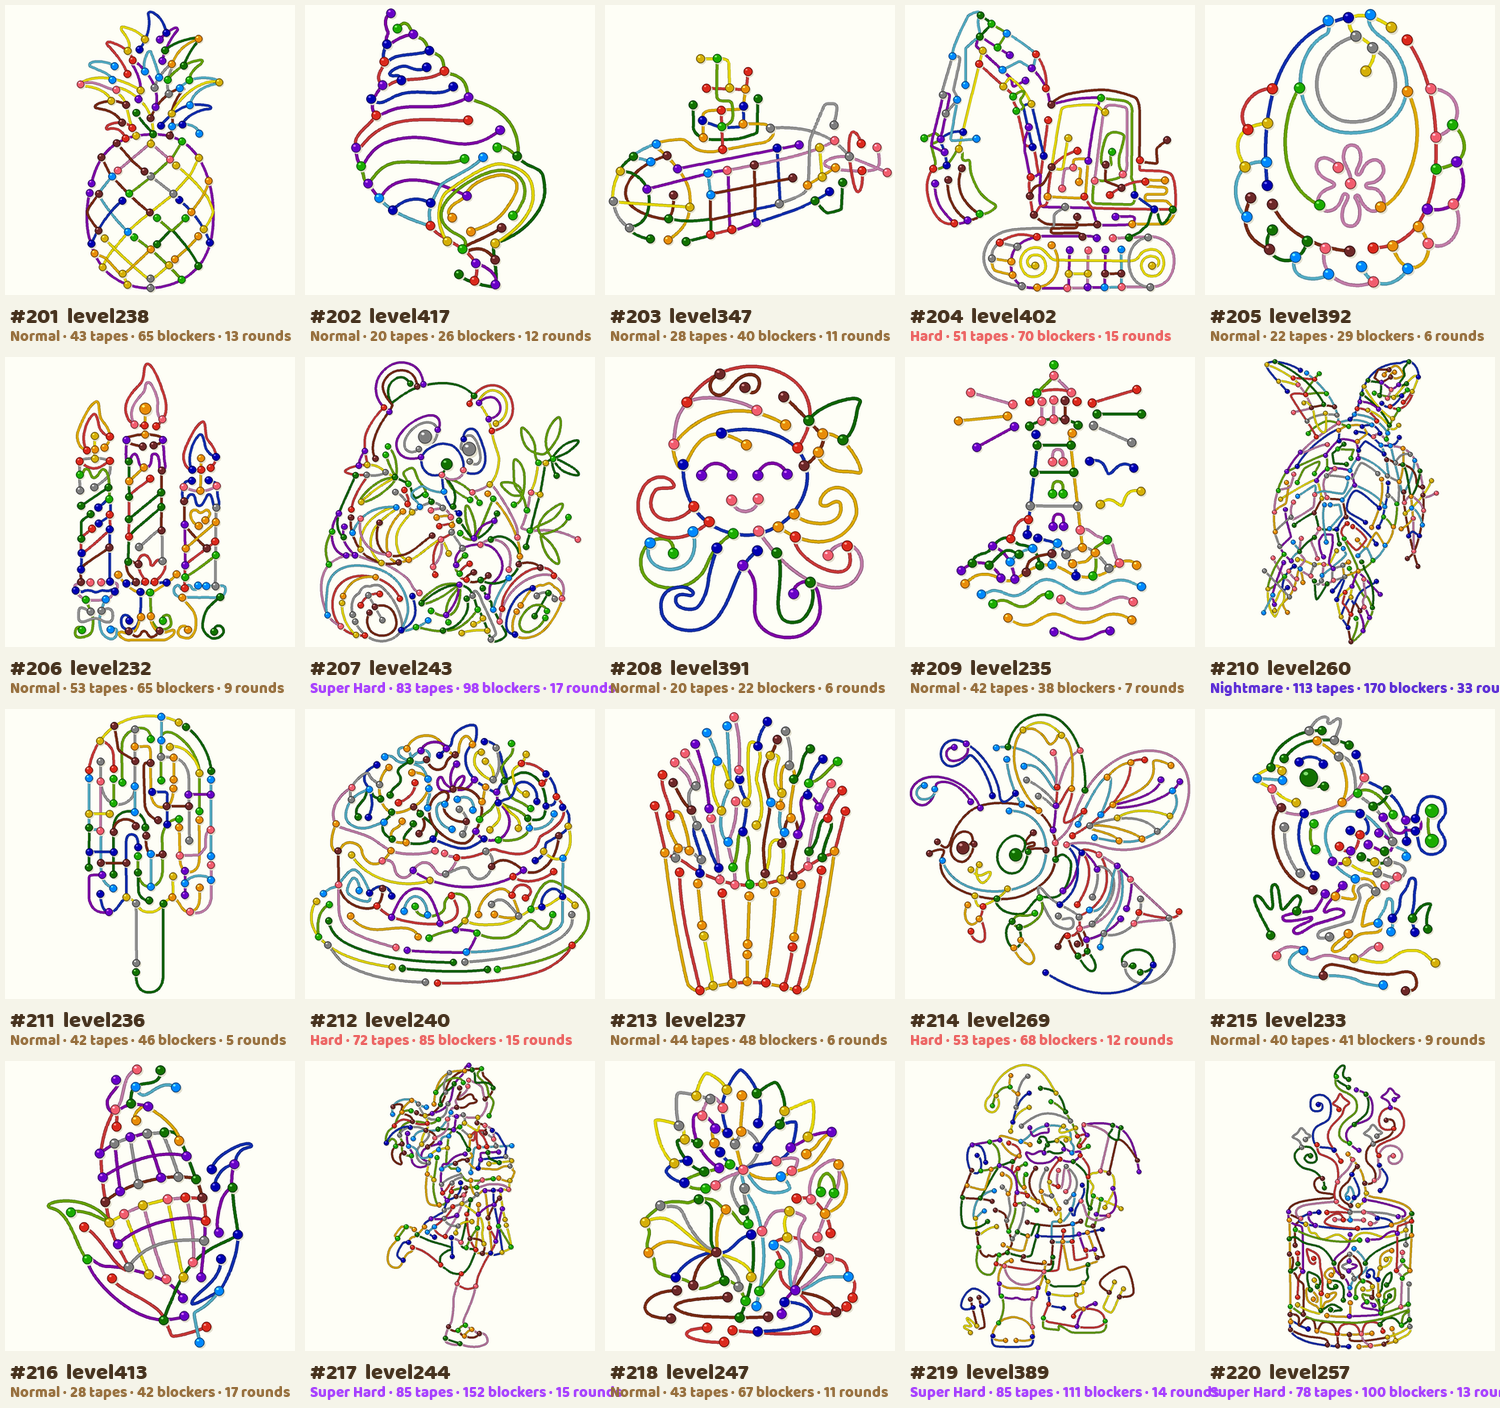 #201 level238
Normal · 43 tapes · 65 blockers · 13 rounds
#202 level417
Normal · 20 tapes · 26 blockers · 12 rounds
#203 level347
Normal · 28 tapes · 40 blockers · 11 rounds
#204 level402
Hard · 51 tapes · 70 blockers · 15 rounds
#205 level392
Normal · 22 tapes · 29 blockers · 6 rounds
#206 level232
Normal · 53 tapes · 65 blockers · 9 rounds
#207 level243
Super Hard · 83 tapes · 98 blockers · 17 rounds
#208 level391
Normal · 20 tapes · 22 blockers · 6 rounds
#209 level235
Normal · 42 tapes · 38 blockers · 7 rounds
#210 level260
Nightmare · 113 tapes · 170 blockers · 33 rou
#211 level236
Normal · 42 tapes · 46 blockers · 5 rounds
#212 level240
Hard · 72 tapes · 85 blockers · 15 rounds
#213 level237
Normal · 44 tapes · 48 blockers · 6 rounds
#214 level269
Hard · 53 tapes · 68 blockers · 12 rounds
#215 level233
Normal · 40 tapes · 41 blockers · 9 rounds
#216 level413
Normal · 28 tapes · 42 blockers · 17 rounds
#217 level244
Super Hard · 85 tapes · 152 blockers · 15 rounds
#218 level247
Normal · 43 tapes · 67 blockers · 11 rounds
#219 level389
Super Hard · 85 tapes · 111 blockers · 14 rounds
#220 level257
Super Hard · 78 tapes · 100 blockers · 13 rou